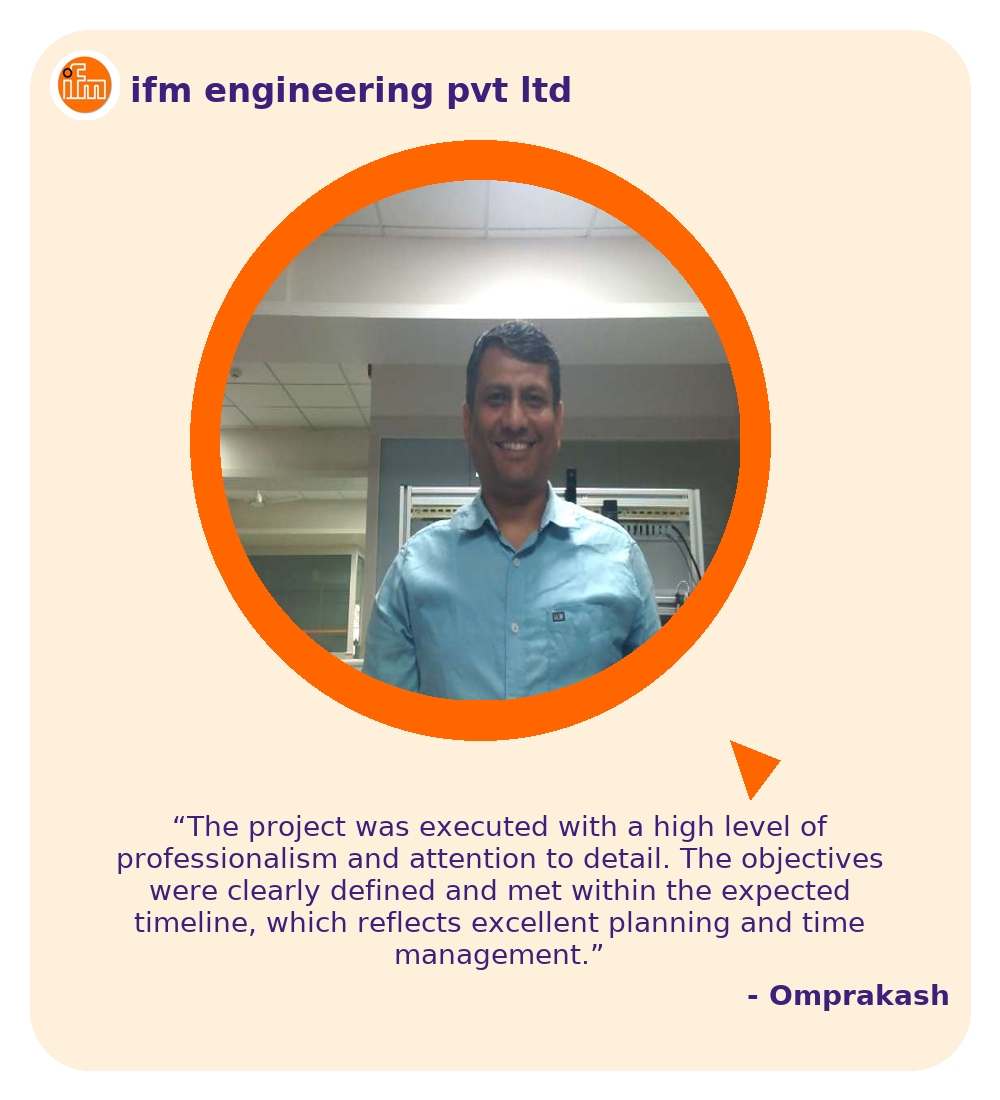 ifm
ifm engineering pvt ltd
“The project was executed with a high level of
professionalism and attention to detail. The objectives
were clearly defined and met within the expected
timeline, which reflects excellent planning and time
management.”
- Omprakash